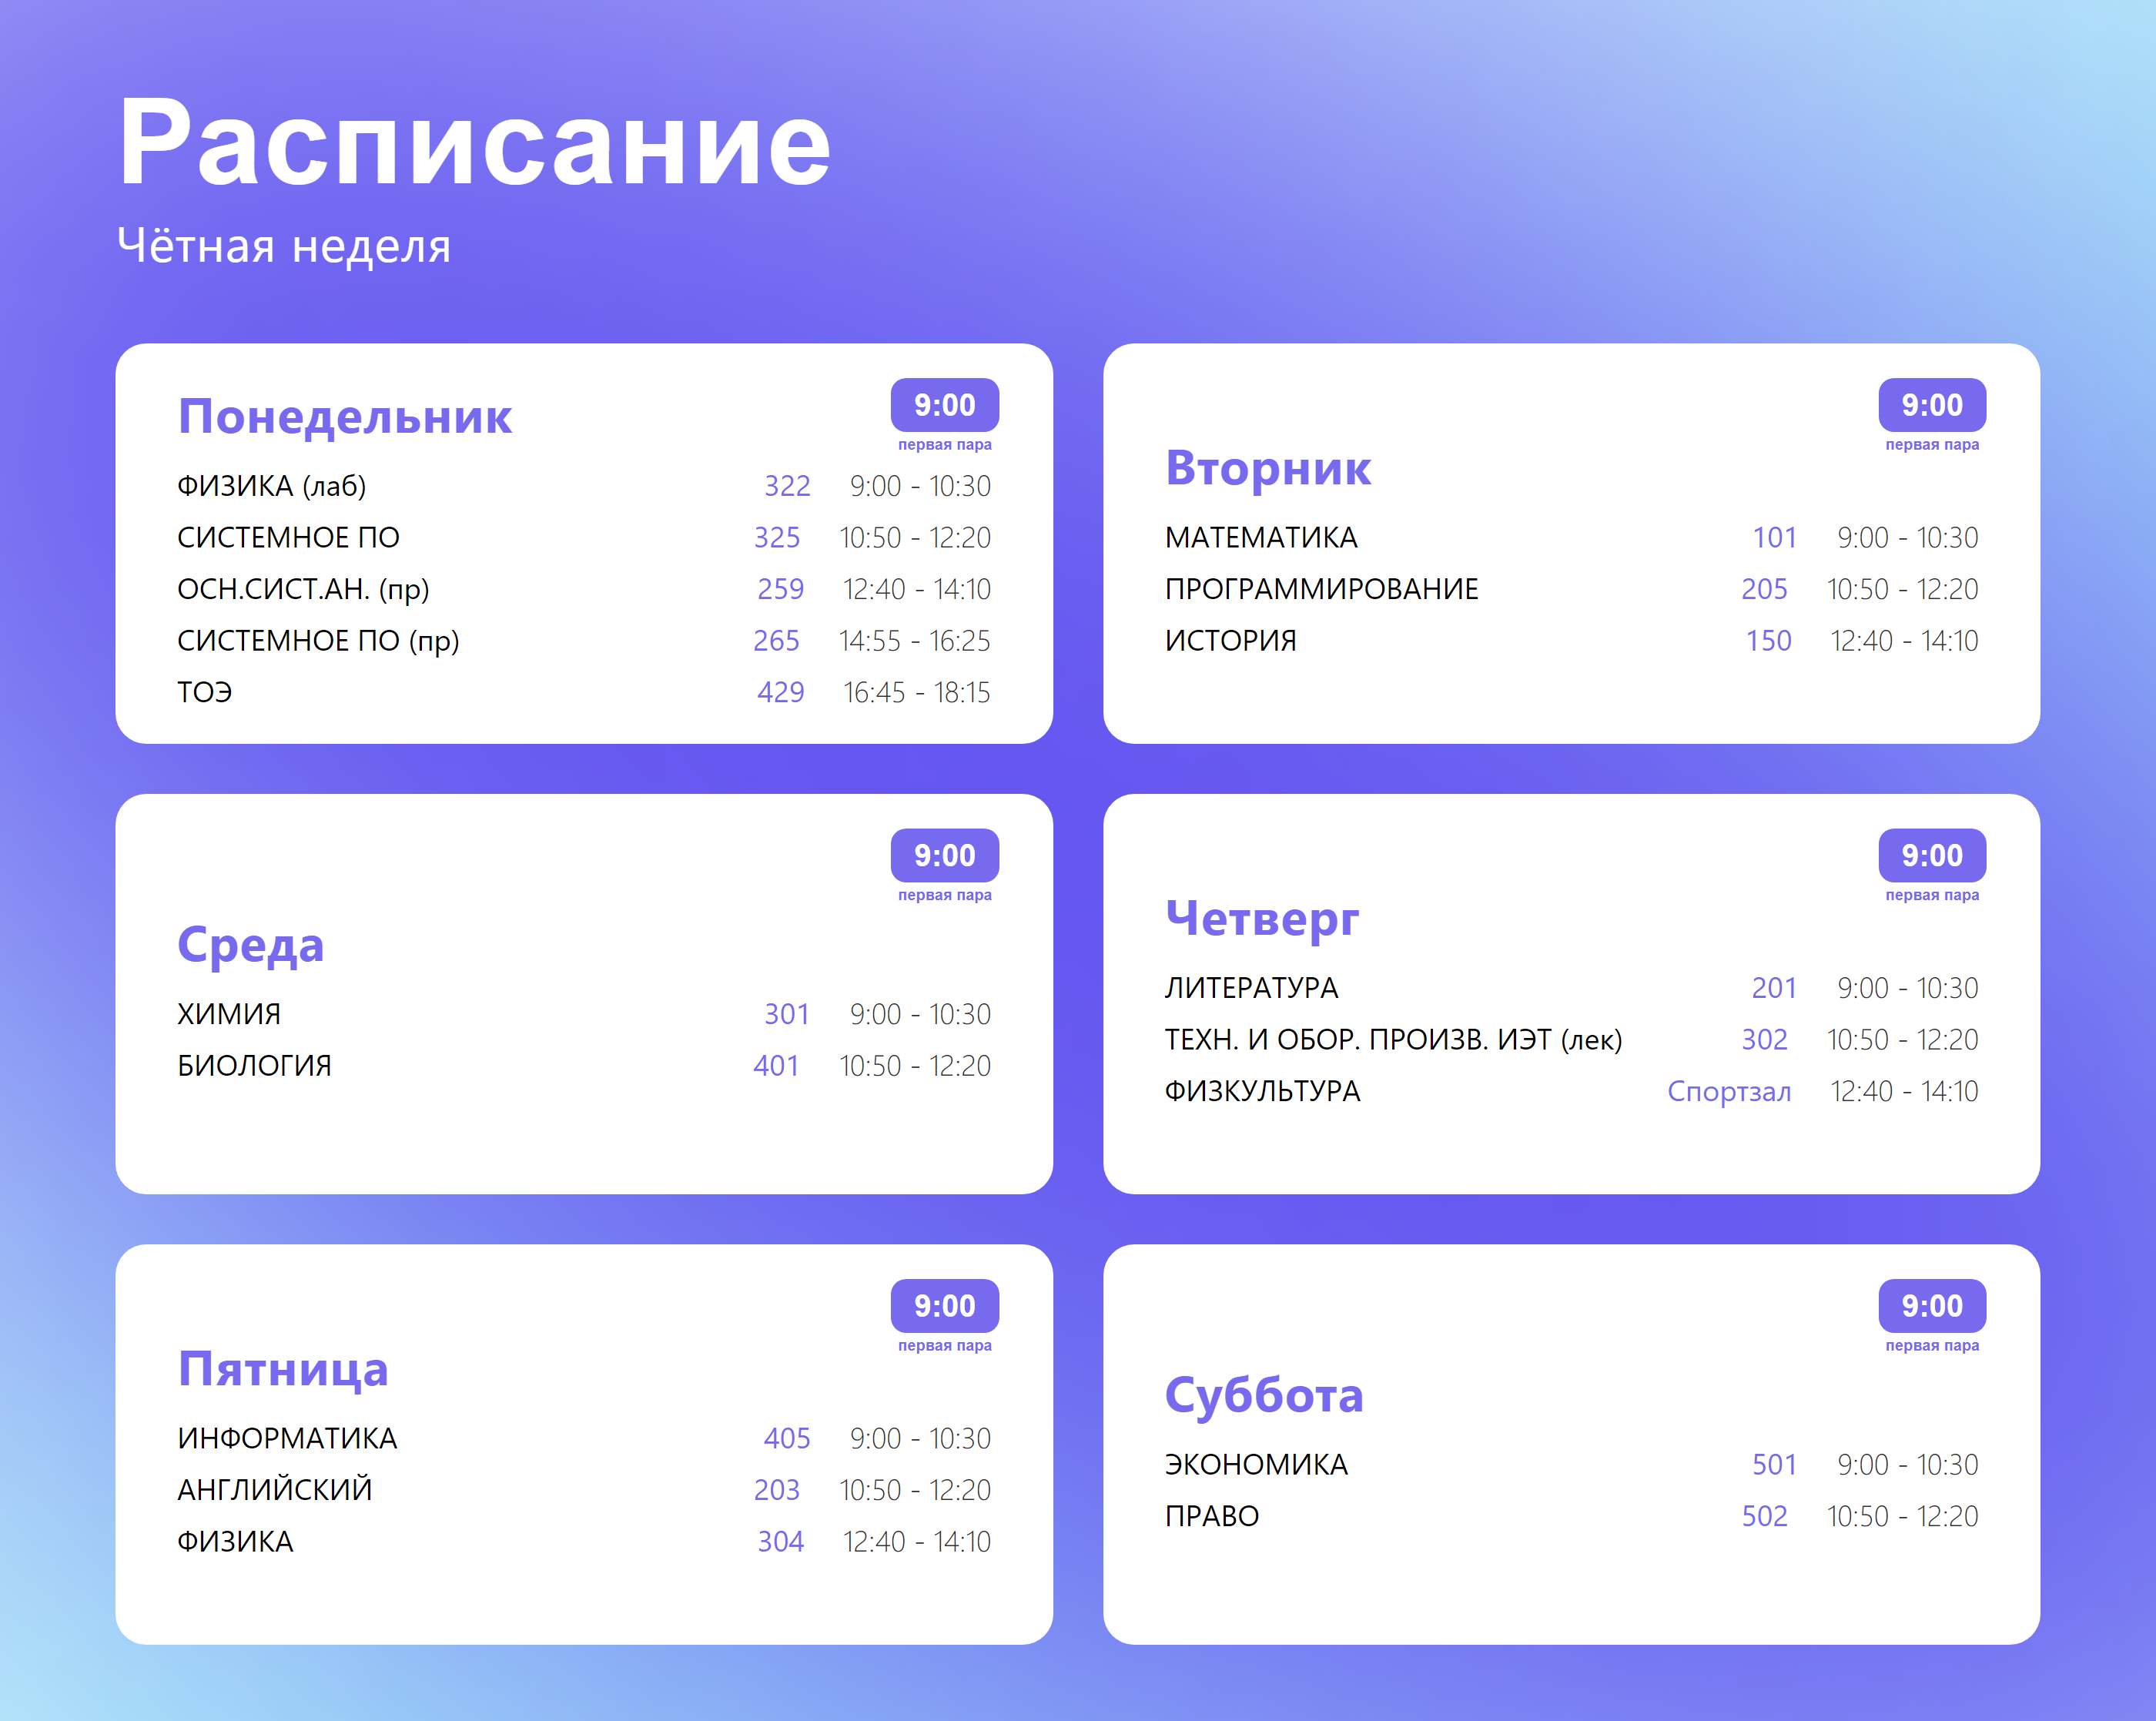 Расписание
Чётная неделя
Понедельник
9:00
первая пара
ФИЗИКА (лаб) 322 9:00 - 10:30
СИСТЕМНОЕ ПО 325 10:50 - 12:20
ОСН.СИСТ.АН. (пр) 259 12:40 - 14:10
СИСТЕМНОЕ ПО (пр) 265 14:55 - 16:25
ТОЭ 429 16:45 - 18:15
9:00
первая пара
Вторник
МАТЕМАТИКА 101 9:00 - 10:30
ПРОГРАММИРОВАНИЕ 205 10:50 - 12:20
ИСТОРИЯ 150 12:40 - 14:10
9:00
первая пара
Среда
ХИМИЯ 301 9:00 - 10:30
БИОЛОГИЯ 401 10:50 - 12:20
9:00
первая пара
Четверг
ЛИТЕРАТУРА 201 9:00 - 10:30
ТЕХН. И ОБОР. ПРОИЗВ. ИЭТ (лек) 302 10:50 - 12:20
ФИЗКУЛЬТУРА Спортзал 12:40 - 14:10
9:00
первая пара
Пятница
ИНФОРМАТИКА 405 9:00 - 10:30
АНГЛИЙСКИЙ 203 10:50 - 12:20
ФИЗИКА 304 12:40 - 14:10
9:00
первая пара
Суббота
ЭКОНОМИКА 501 9:00 - 10:30
ПРАВО 502 10:50 - 12:20